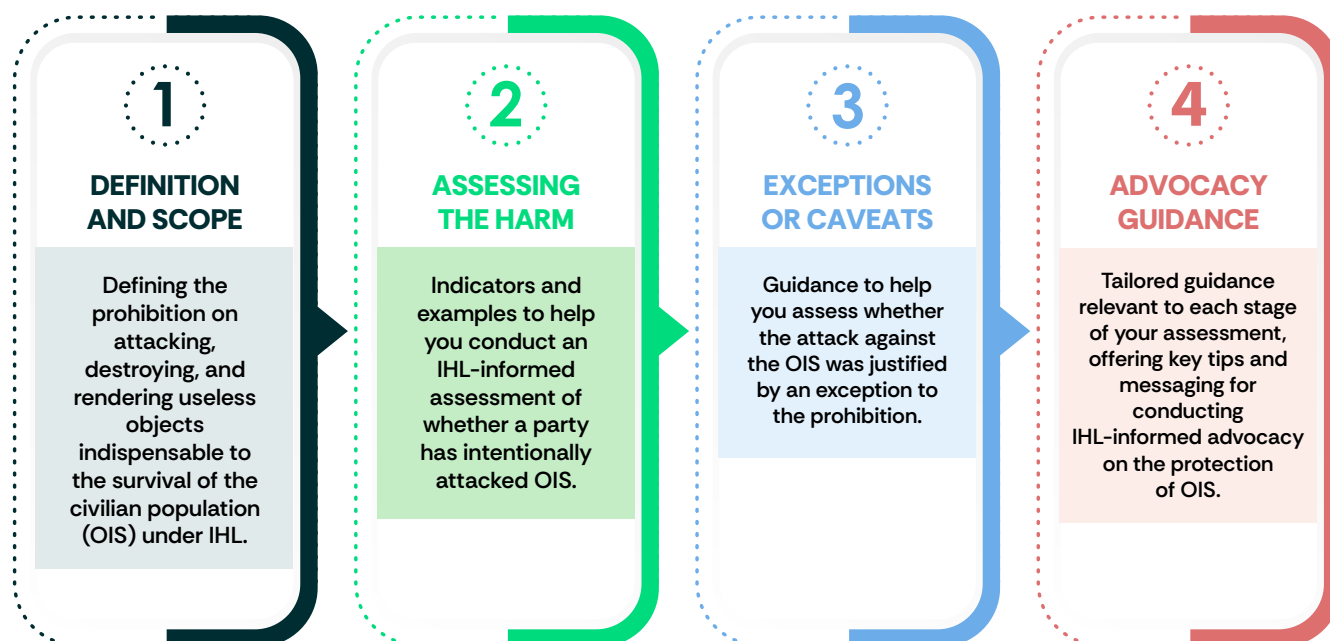 1
DEFINITION
AND SCOPE
Defining the
prohibition on
attacking,
destroying, and
rendering useless
objects
indispensable to
the survival of the
civilian population
(OIS) under IHL.
2
ASSESSING
THE HARM
Indicators and
examples to help
you conduct an
IHL-informed
assessment of
whether a party
has intentionally
attacked OIS.
3
EXCEPTIONS
OR CAVEATS
Guidance to help
you assess whether
the attack against
the OIS was justified
by an exception to
the prohibition.
4
ADVOCACY
GUIDANCE
Tailored guidance
relevant to each stage
of your assessment,
offering key tips and
messaging for
conducting
IHL-informed advocacy
on the protection
of OIS.